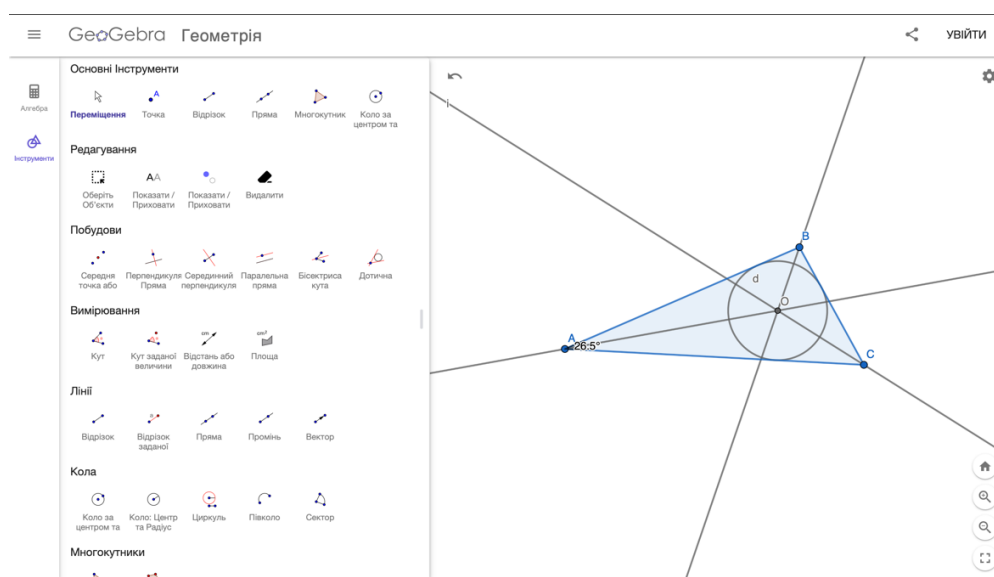 GeoGebra Геометрія
УВІЙТИ
Алгебра
Інструменти
Основні Інструменти
Переміщення Точка Відрізок Пряма Многокутник Коло за
центром та
Редагування
AA
Оберіть Показати / Показати / Видалити
Об'єкти Приховати Приховати
Побудови
Середня Перпендикуля Серединний Паралельна Бісектриса Дотична
точка або Пряма перпендикуля пряма кута
Вимірювання
cm cm²
Кут Кут заданої Відстань або Площа
величини довжина
Лінії
Відрізок Відрізок Пряма Промінь Вектор
заданої
Кола
Коло за Коло: Центр Циркуль Півколо Сектор
центром та та Радіус
Многокутники
i
B
d
O
A
26.5°
C